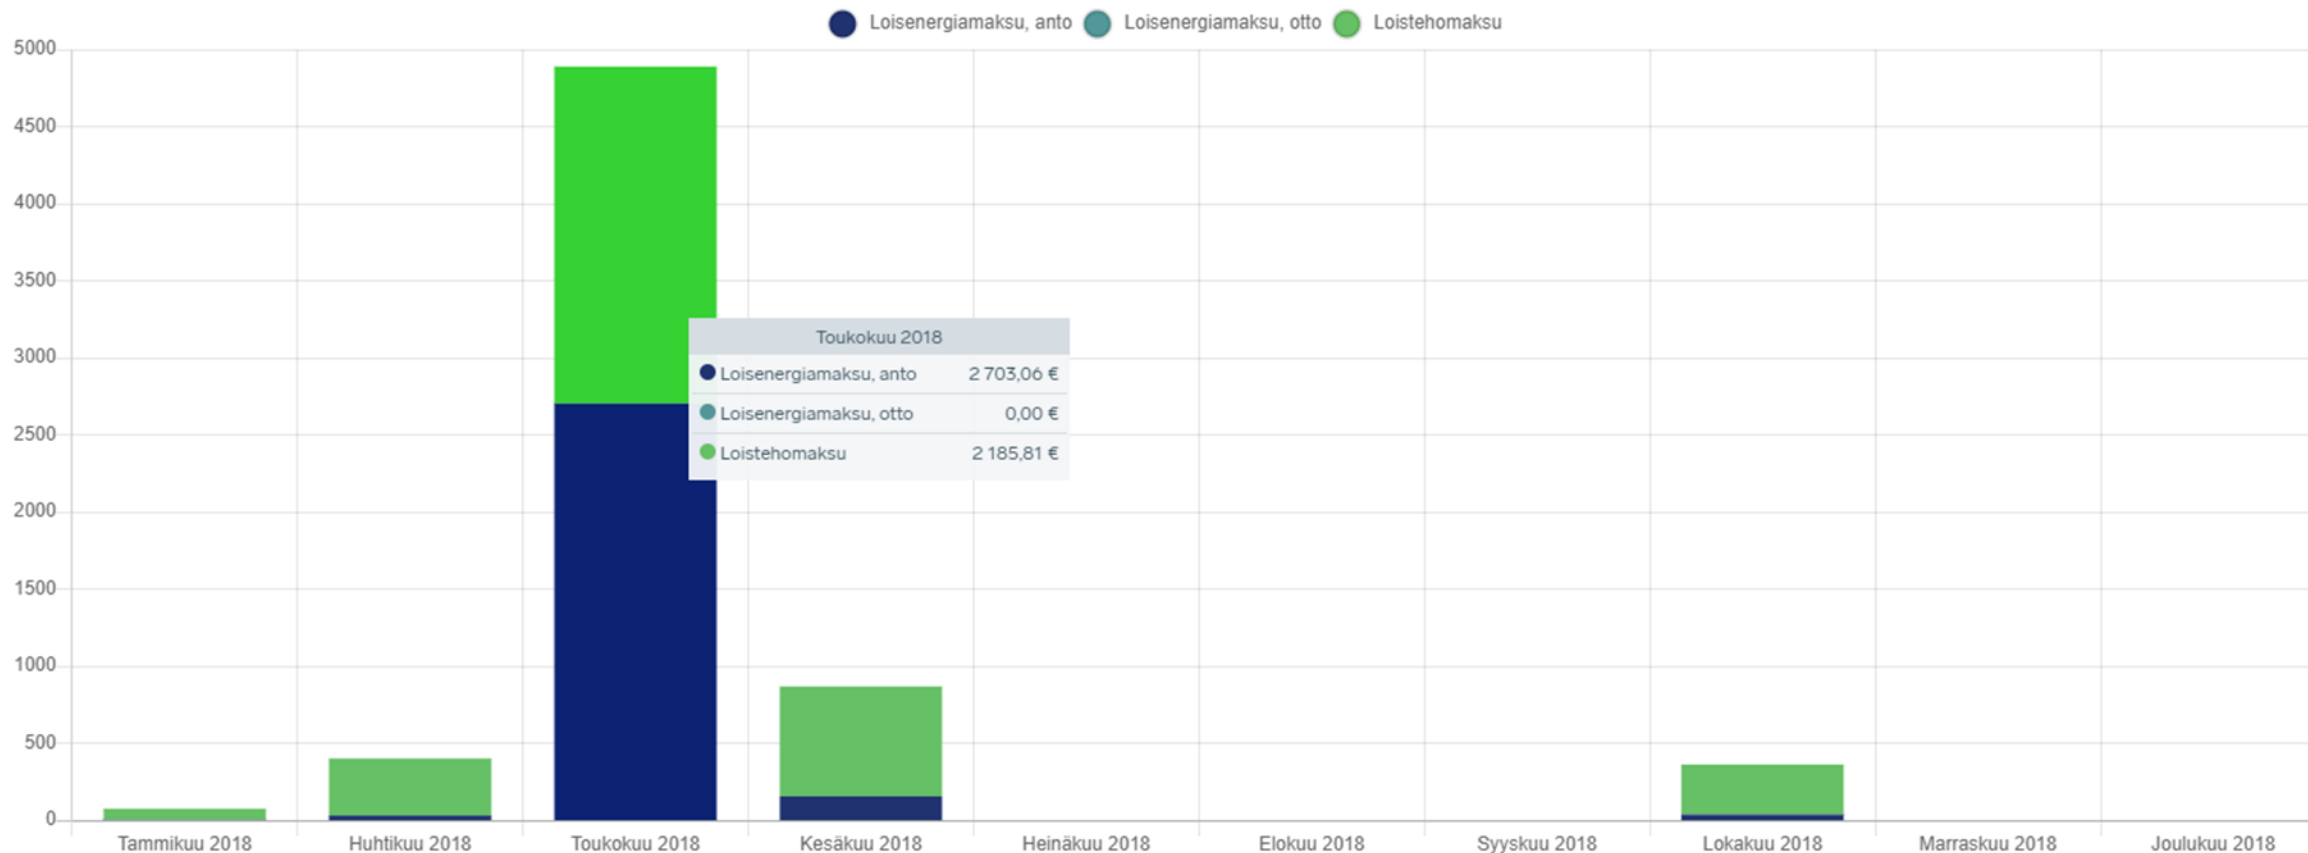 Loisenergiamaksu, anto Loisenergiamaksu, otto Loistehomaksu
5000
4500
4000
3500
3000
2500
2000
1500
1000
500
0
Toukokuu 2018
Loisenergiamaksu, anto 2 703,06 €
Loisenergiamaksu, otto 0,00 €
Loistehomaksu 2 185,81 €
Tammikuu 2018 Huhtikuu 2018 Toukokuu 2018 Kesäkuu 2018 Heinäkuu 2018 Elokuu 2018 Syyskuu 2018 Lokakuu 2018 Marraskuu 2018 Joulukuu 2018